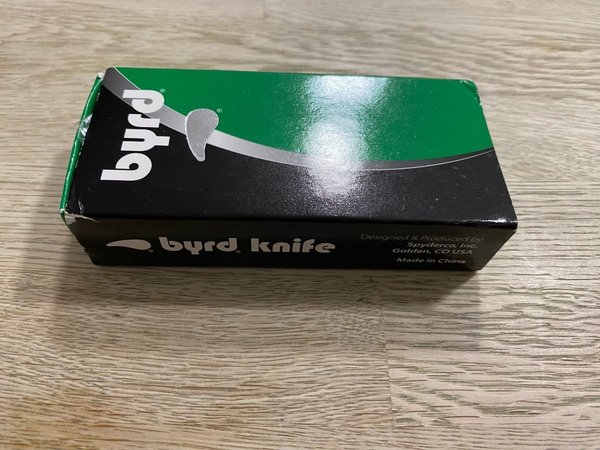 byrd®
®
byrd® knife
Designed & Produced by
Spyderco, Inc.
Golden, CO USA
Made in China